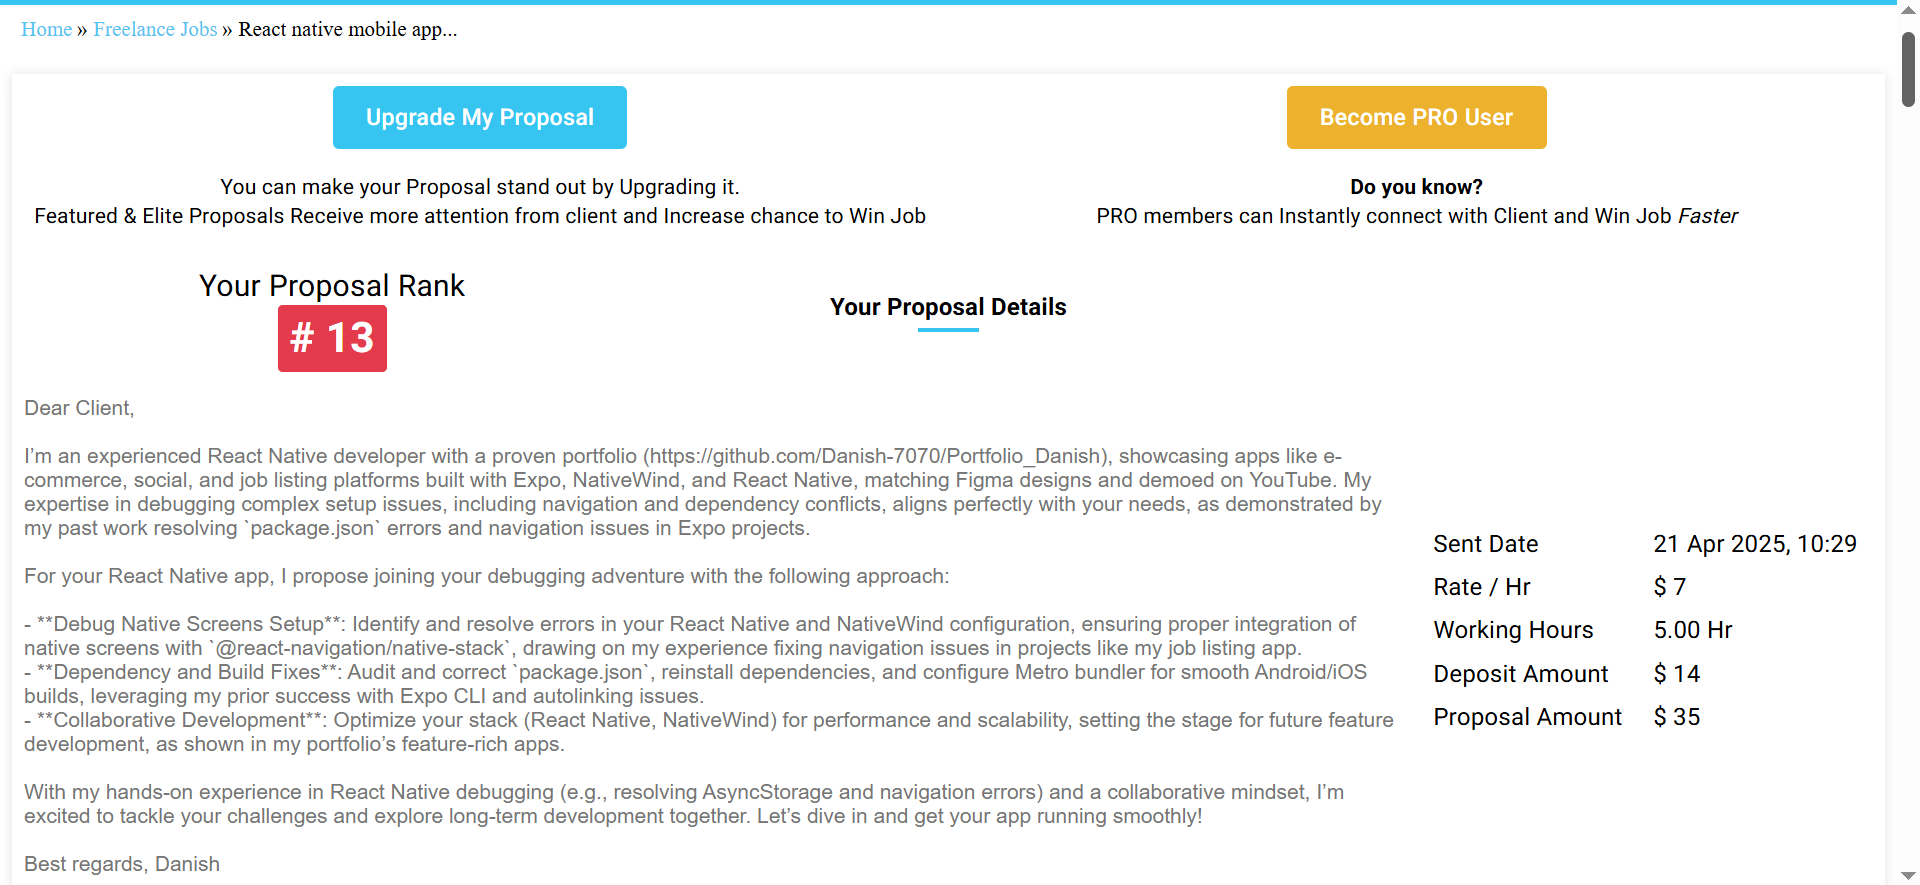 Home » Freelance Jobs » React native mobile app...
Upgrade My Proposal
Become PRO User
You can make your Proposal stand out by Upgrading it.
Featured & Elite Proposals Receive more attention from client and Increase chance to Win Job
Do you know?
PRO members can Instantly connect with Client and Win Job Faster
Your Proposal Rank
# 13
Your Proposal Details
Dear Client,
I’m an experienced React Native developer with a proven portfolio (https://github.com/Danish-7070/Portfolio_Danish), showcasing apps like e-
commerce, social, and job listing platforms built with Expo, NativeWind, and React Native, matching Figma designs and demoed on YouTube. My
expertise in debugging complex setup issues, including navigation and dependency conflicts, aligns perfectly with your needs, as demonstrated by
my past work resolving `package.json` errors and navigation issues in Expo projects.
For your React Native app, I propose joining your debugging adventure with the following approach:
- **Debug Native Screens Setup**: Identify and resolve errors in your React Native and NativeWind configuration, ensuring proper integration of
native screens with `@react-navigation/native-stack`, drawing on my experience fixing navigation issues in projects like my job listing app.
- **Dependency and Build Fixes**: Audit and correct `package.json`, reinstall dependencies, and configure Metro bundler for smooth Android/iOS
builds, leveraging my prior success with Expo CLI and autolinking issues.
- **Collaborative Development**: Optimize your stack (React Native, NativeWind) for performance and scalability, setting the stage for future feature
development, as shown in my portfolio’s feature-rich apps.
With my hands-on experience in React Native debugging (e.g., resolving AsyncStorage and navigation errors) and a collaborative mindset, I’m
excited to tackle your challenges and explore long-term development together. Let’s dive in and get your app running smoothly!
Best regards, Danish
Sent Date 21 Apr 2025, 10:29
Rate / Hr $ 7
Working Hours 5.00 Hr
Deposit Amount $ 14
Proposal Amount $ 35